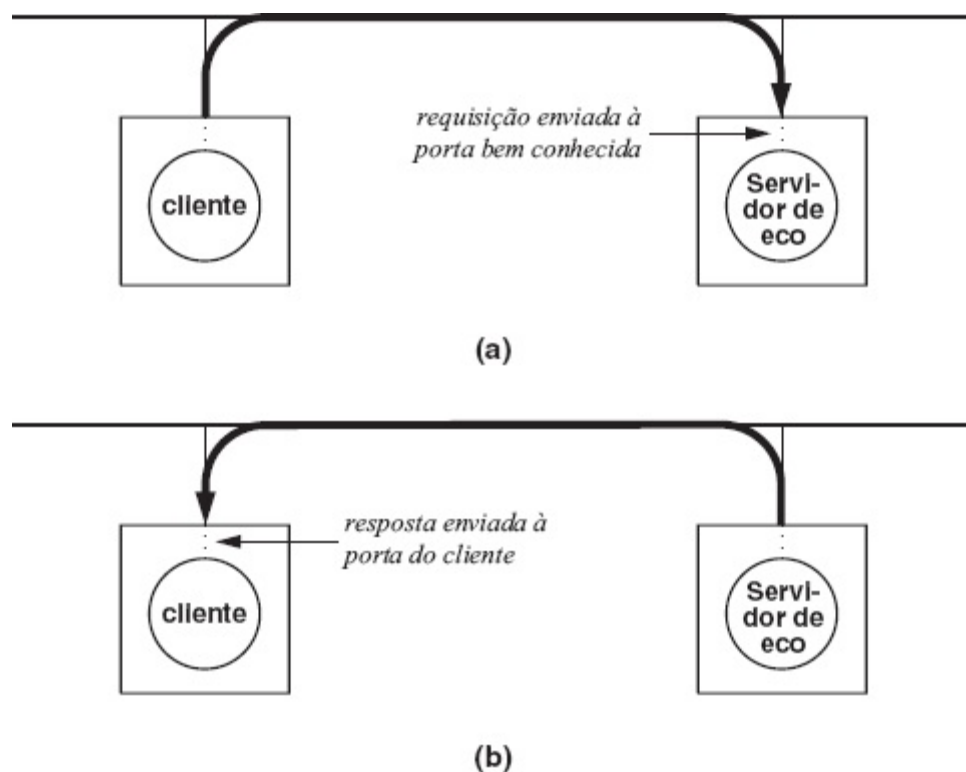 requisição enviada à
porta bem conhecida
cliente
Servi-
dor de
eco
(a)
resposta enviada à
porta do cliente
cliente
Servi-
dor de
eco
(b)